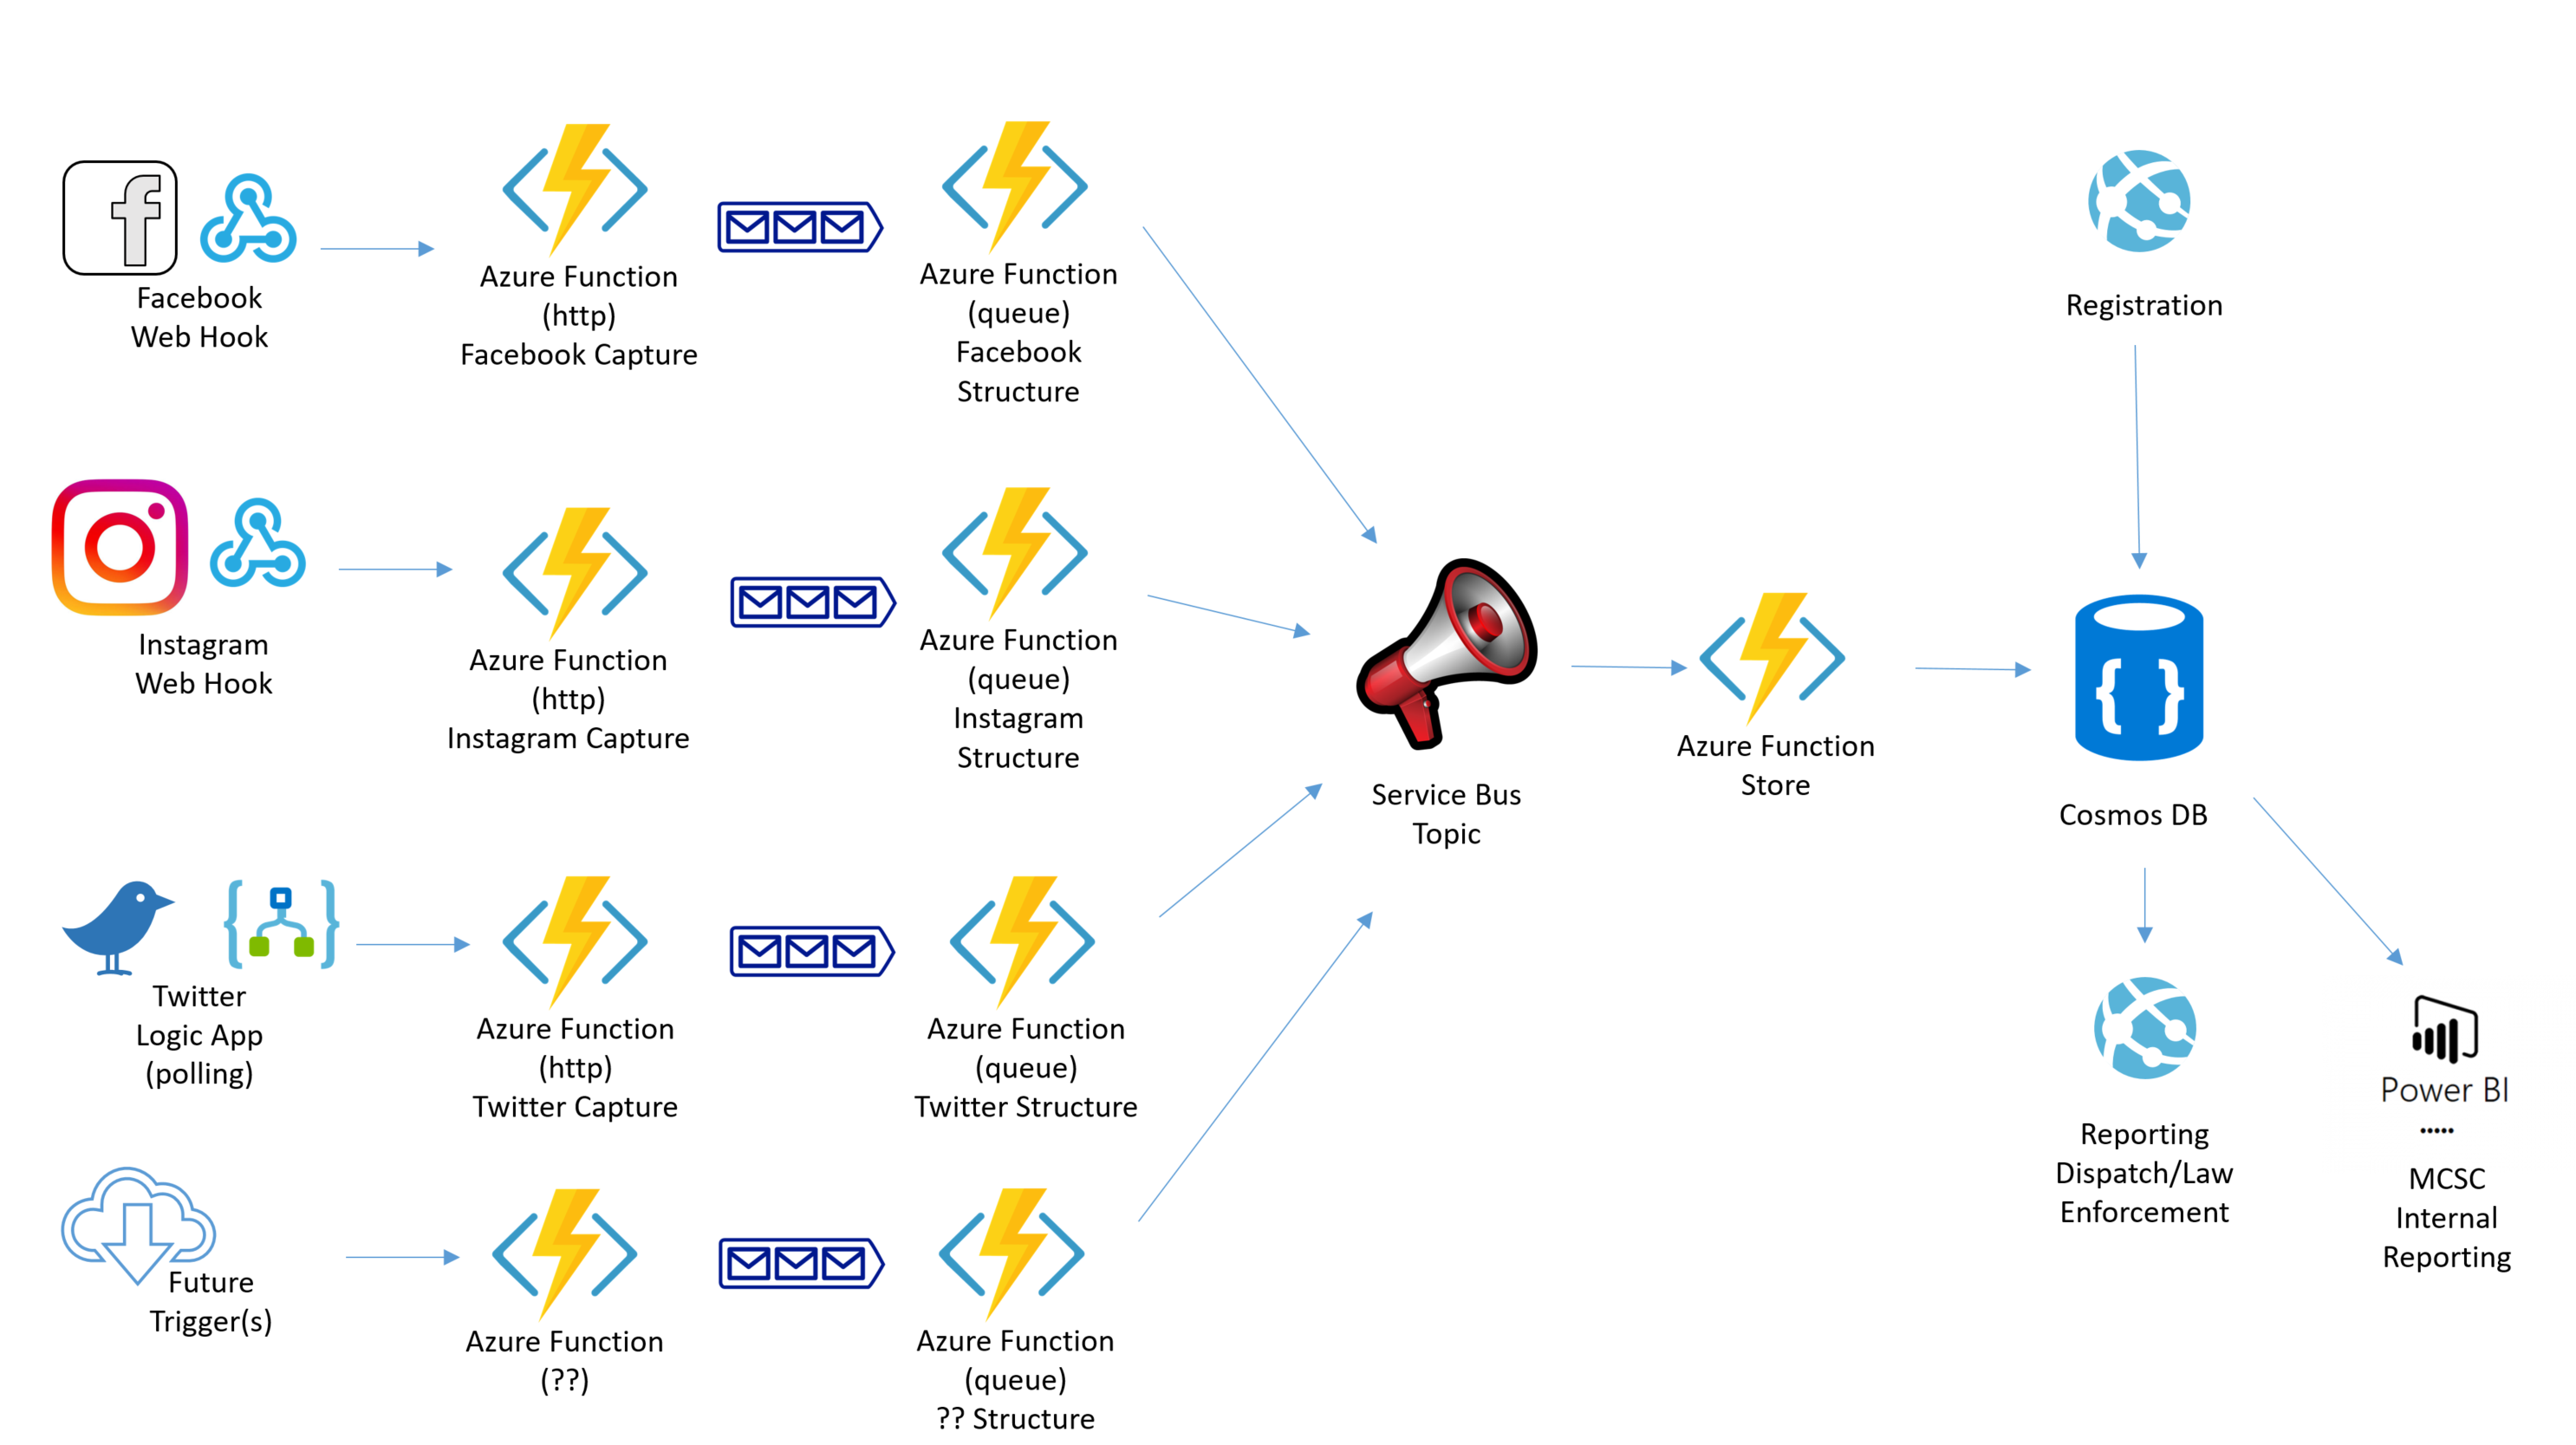 Facebook
Web Hook
Azure Function
(http)
Facebook Capture
Azure Function
(queue)
Facebook
Structure
Registration
Instagram
Web Hook
Azure Function
(http)
Instagram Capture
Azure Function
(queue)
Instagram
Structure
Service Bus
Topic
Azure Function
Store
Cosmos DB
Twitter
Logic App
(polling)
Azure Function
(http)
Twitter Capture
Azure Function
(queue)
Twitter Structure
Reporting
Dispatch/Law
Enforcement
Power BI
MCSC
Internal
Reporting
Future
Trigger(s)
Azure Function
(??)
Azure Function
(queue)
?? Structure